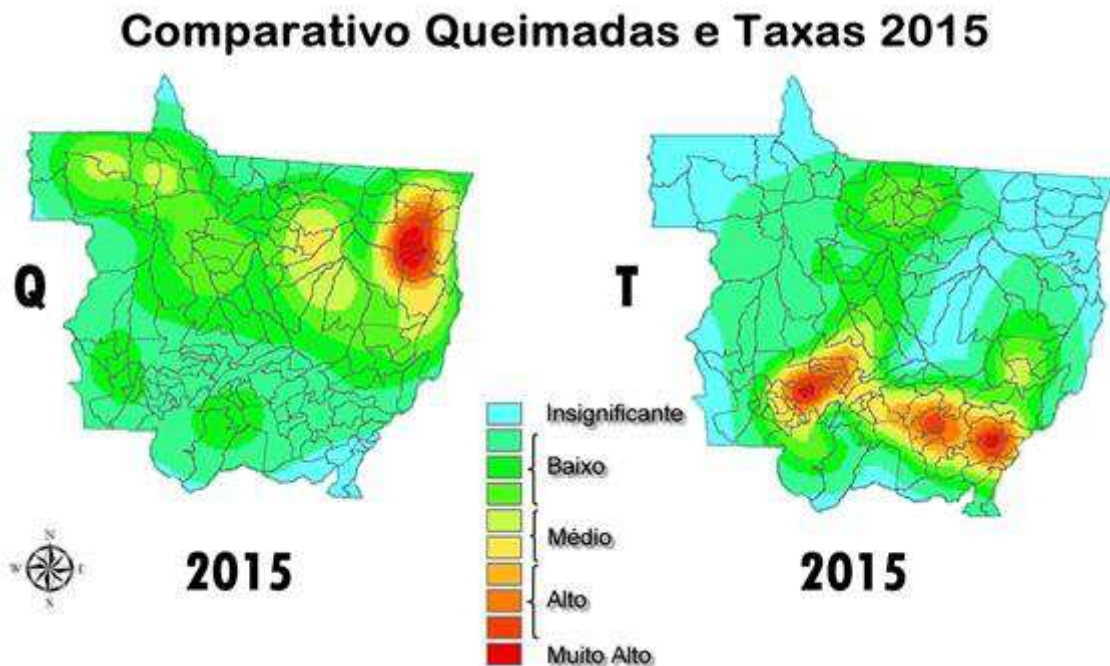 Comparativo Queimadas e Taxas 2015
Q
T
Insignificante
Baixo
Médio
Alto
Muito Alto
N
W
E
S
2015
2015